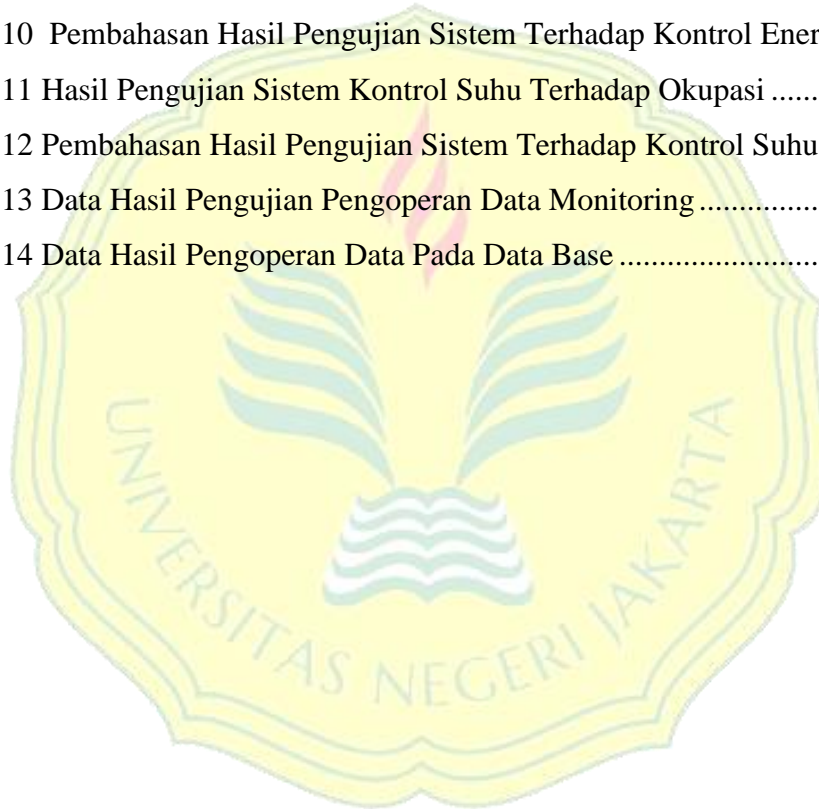 10 Pembahasan Hasil Pengujian Sistem Terhadap Kontrol Ener
11 Hasil Pengujian Sistem Kontrol Suhu Terhadap Okupasi ......
12 Pembahasan Hasil Pengujian Sistem Terhadap Kontrol Suhu
13 Data Hasil Pengujian Pengoperan Data Monitoring ...............
14 Data Hasil Pengoperan Data Pada Data Base .........................
UNIVERSITAS NEGERI JAKARTA